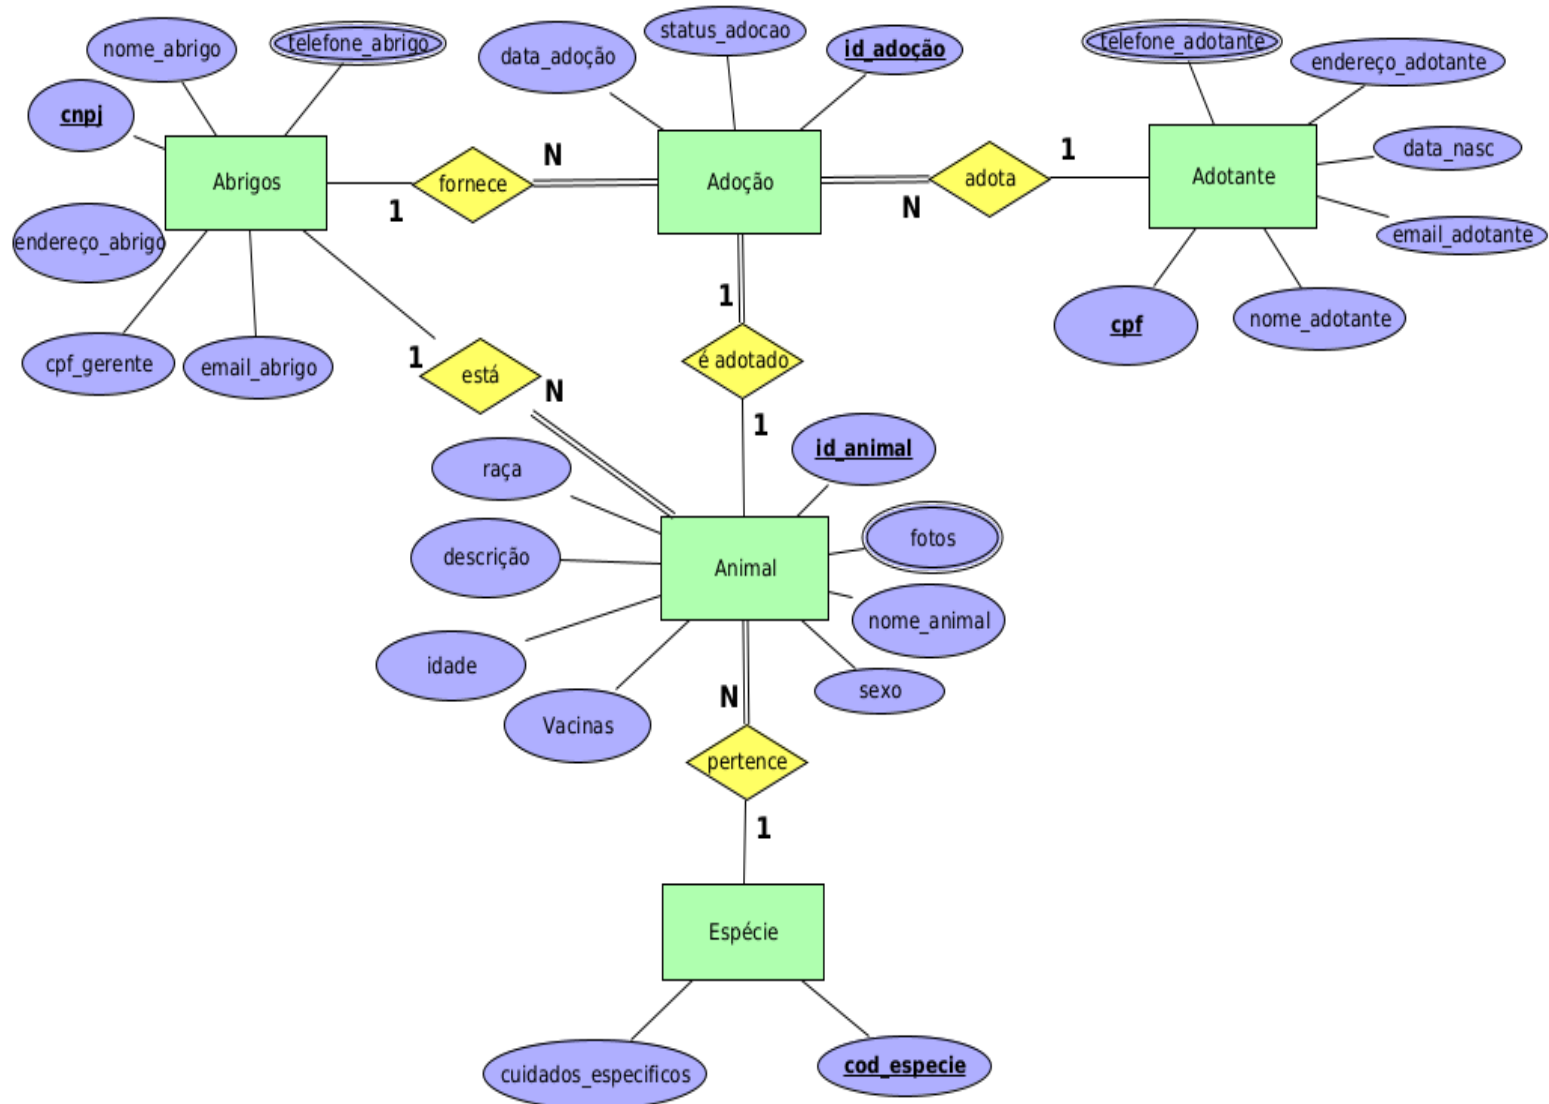 nome_abrigo
telefone_abrigo
cnpj
Abrigos
endereço_abrigo
cpf_gerente
email_abrigo
fornece
1
N
data_adoção
status_adocao
id_adoção
Adoção
adota
N
1
telefone_adotante
endereço_adotante
data_nasc
Adotante
email_adotante
cpf
nome_adotante
1
está
N
1
é adotado
1
raça
id_animal
descrição
Animal
fotos
nome_animal
idade
Vacinas
sexo
N
pertence
1
Espécie
cuidados_especificos
cod_especie